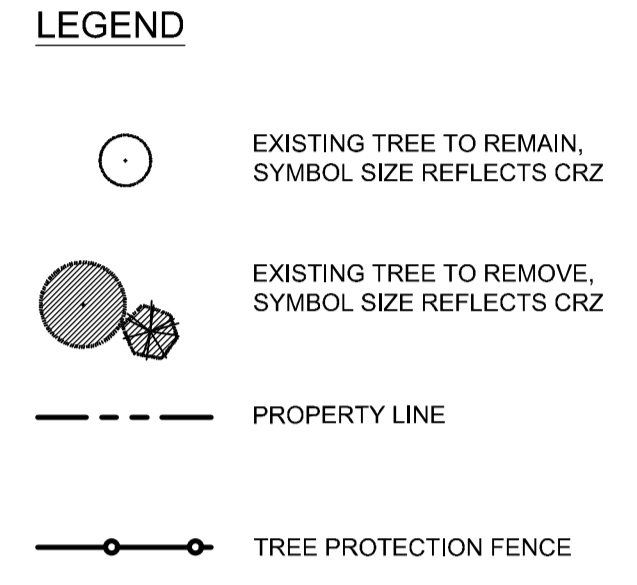 LEGEND
EXISTING TREE TO REMAIN,
SYMBOL SIZE REFLECTS CRZ
EXISTING TREE TO REMOVE,
SYMBOL SIZE REFLECTS CRZ
PROPERTY LINE
TREE PROTECTION FENCE